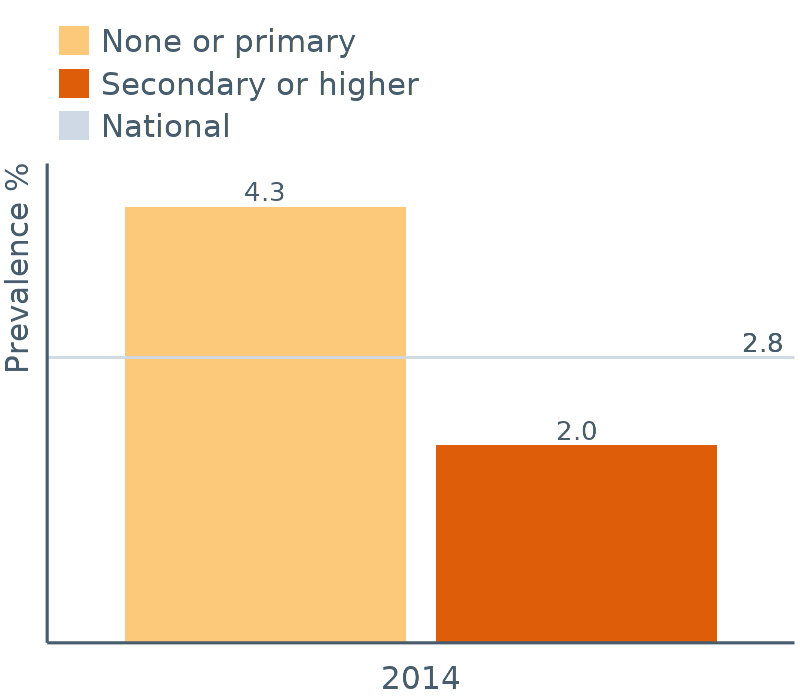 None or primary
Secondary or higher
National
Prevalence %
4.3
2.8
2.0
2014